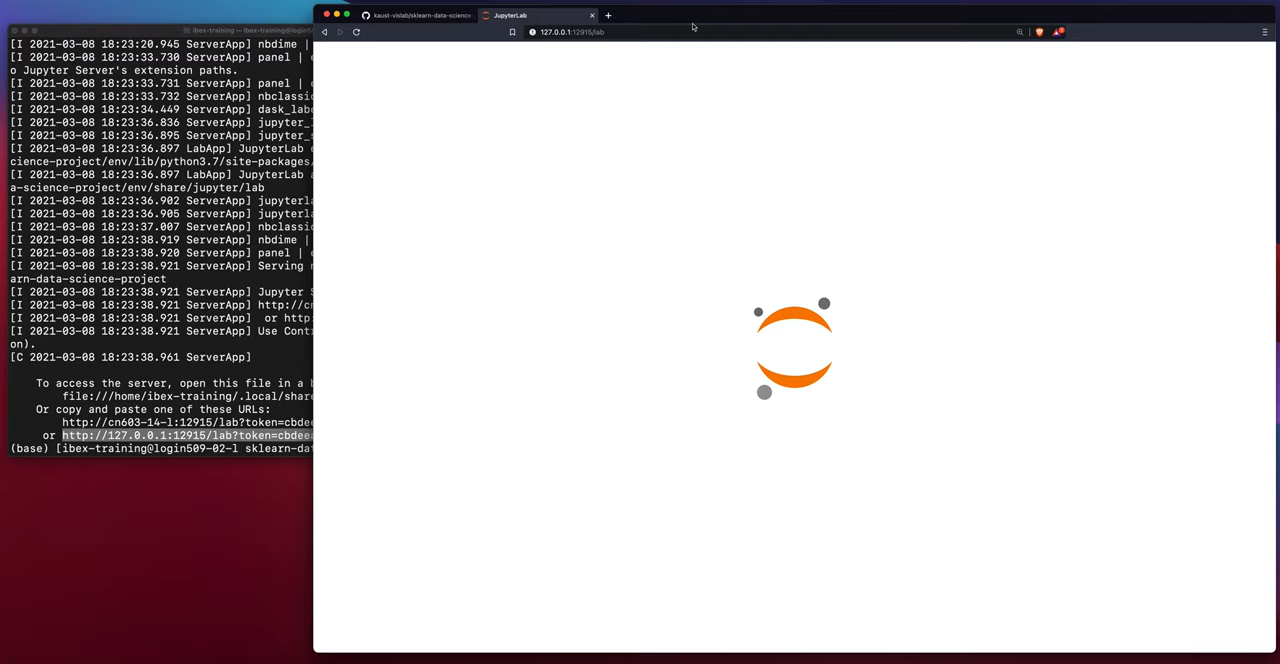 ibex-training — ibex-training@login5
[I 2021-03-08 18:23:20.945 ServerApp] nbdime |
[I 2021-03-08 18:23:33.730 ServerApp] panel | e
o Jupyter Server's extension paths.
[I 2021-03-08 18:23:33.731 ServerApp] panel | e
[I 2021-03-08 18:23:33.732 ServerApp] nbclassic
[I 2021-03-08 18:23:34.449 ServerApp] dask_labe
[I 2021-03-08 18:23:36.836 ServerApp] jupyter_l
[I 2021-03-08 18:23:36.895 ServerApp] jupyter_s
[I 2021-03-08 18:23:36.897 LabApp] JupyterLab e
cience-project/env/lib/python3.7/site-packages/
[I 2021-03-08 18:23:36.897 LabApp] JupyterLab a
a-science-project/env/share/jupyter/lab
[I 2021-03-08 18:23:36.902 ServerApp] jupyterla
[I 2021-03-08 18:23:36.905 ServerApp] jupyterla
[I 2021-03-08 18:23:37.007 ServerApp] nbclassi
[I 2021-03-08 18:23:38.919 ServerApp] nbdime |
[I 2021-03-08 18:23:38.920 ServerApp] panel | e
[I 2021-03-08 18:23:38.921 ServerApp] Serving n
arn-data-science-project
[I 2021-03-08 18:23:38.921 ServerApp] Jupyter S
[I 2021-03-08 18:23:38.921 ServerApp] http://cn
[I 2021-03-08 18:23:38.921 ServerApp]  or http:
[I 2021-03-08 18:23:38.921 ServerApp] Use Contr
on).
[C 2021-03-08 18:23:38.961 ServerApp]
To access the server, open this file in a b
file:///home/ibex-training/.local/share
Or copy and paste one of these URLs:
http://cn603-14-l:12915/lab?token=cbdee
or http://127.0.0.1:12915/lab?token=cbdeea
(base) [ibex-training@login509-02-l sklearn-dat
kaust-vislab/sklearn-data-science
JupyterLab
127.0.0.1:12915/lab